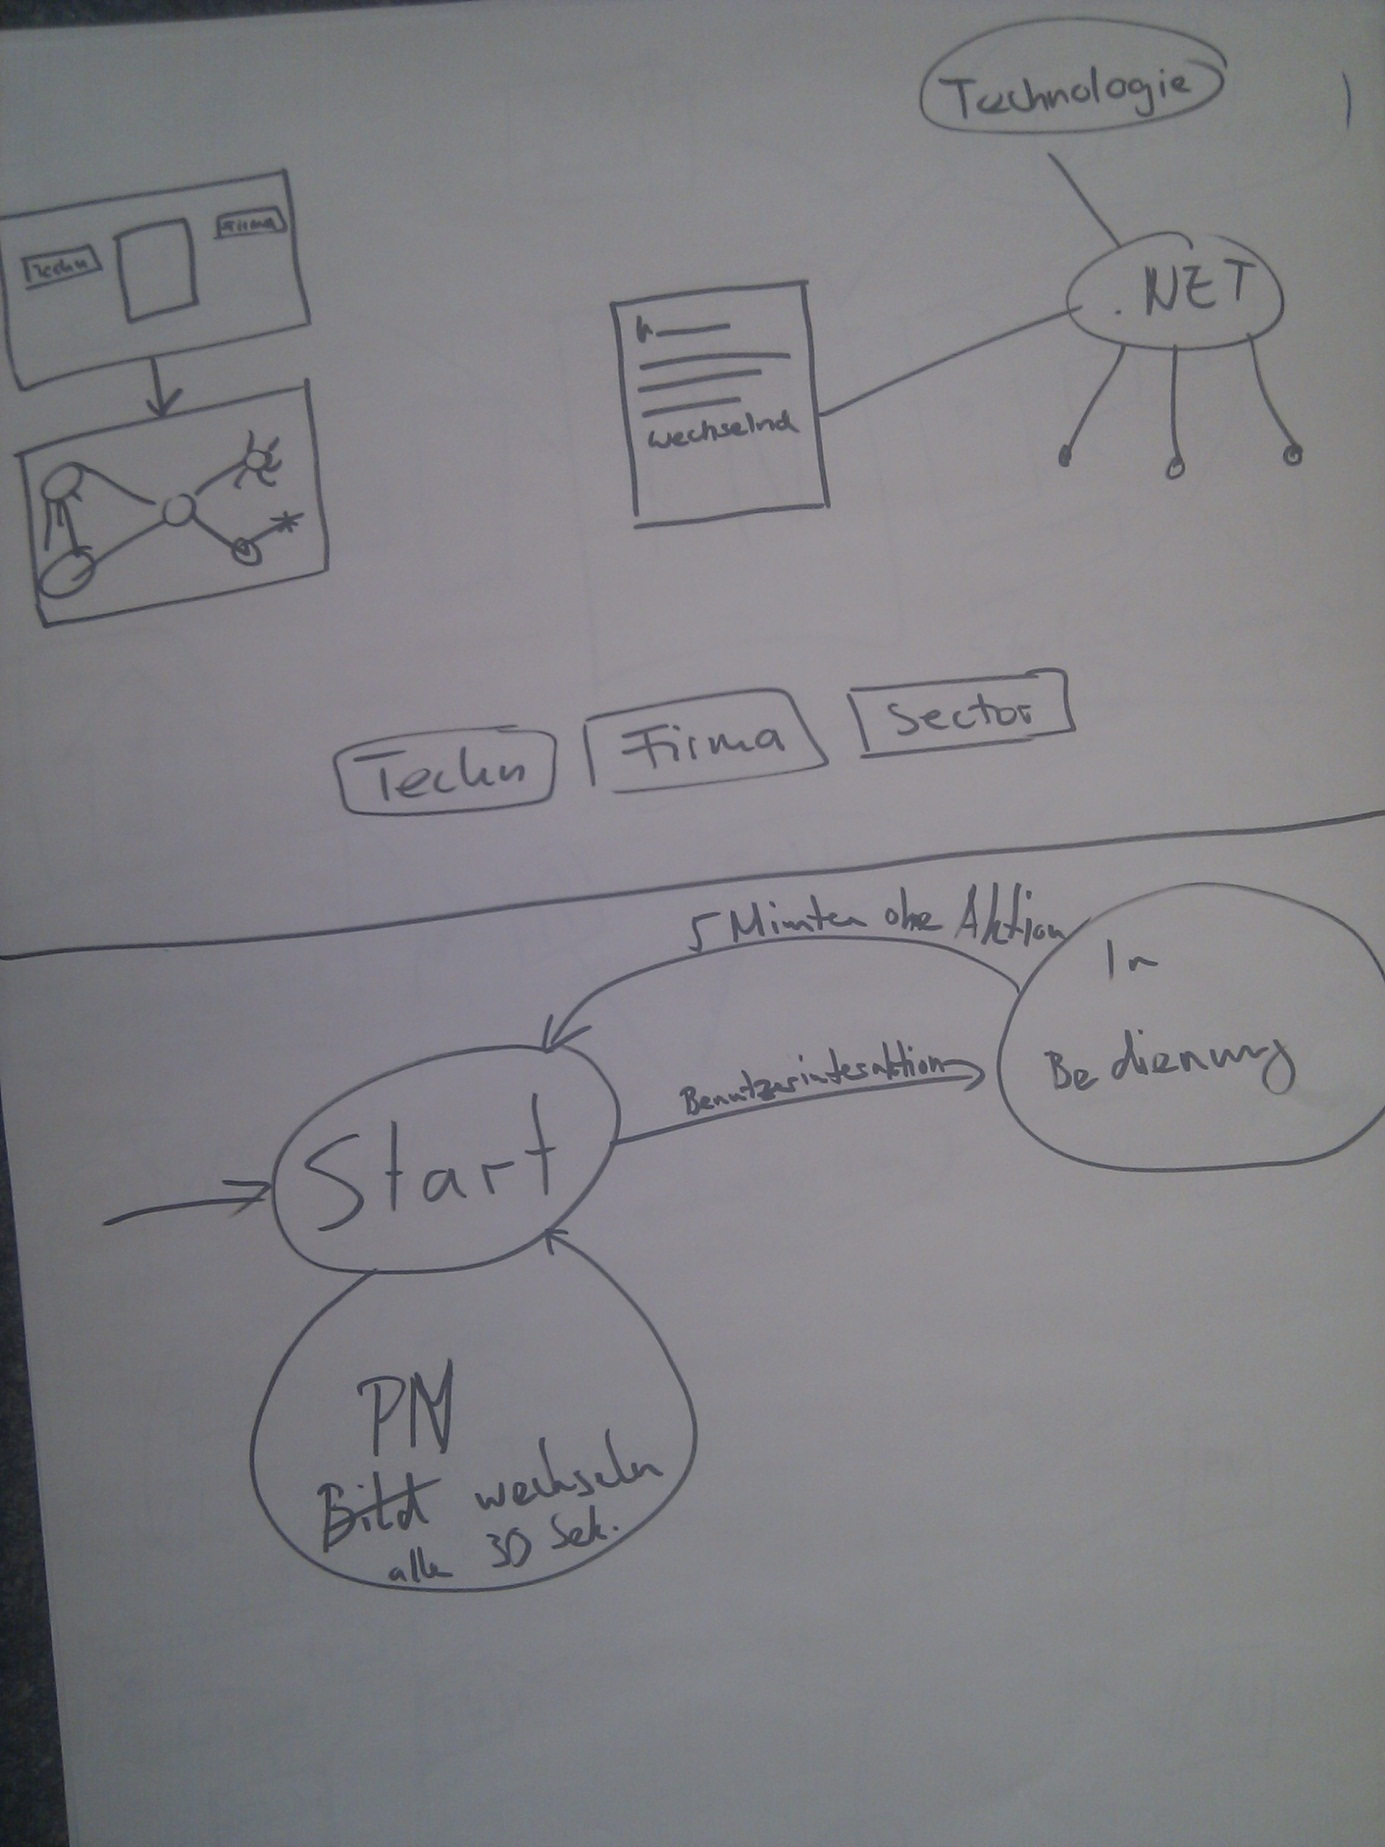 Technologie
Techn
Firma
.NET
wechselnd
Techn
Firma
Sector
5 Minuten ohne Aktion
In
Bedienung
Benutzerinteraktion
Start
PM
Bild wechseln
alle 30 Sek.